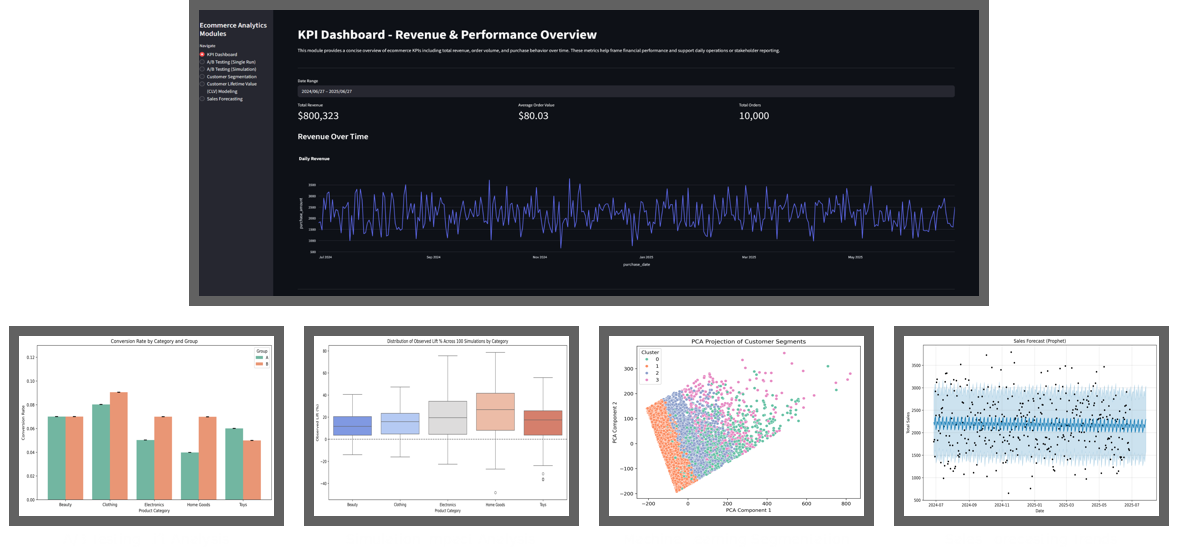 Ecommerce Analytics
Modules
Navigate
KPI Dashboard
A/B Testing (Single Run)
A/B Testing (Simulation)
Customer Segmentation
Customer Lifetime Value
(CLV) Modeling
Sales Forecasting
KPI Dashboard - Revenue & Performance Overview
This module provides a concise overview of ecommerce KPIs including total revenue, order volume, and purchase behavior over time. These metrics help frame financial performance and support daily operations or stakeholder reporting.
Date Range
2024/06/27 – 2025/06/27
Total Revenue
Average Order Value
Total Orders
$800,323
$80.03
10,000
Revenue Over Time
Daily Revenue
3500
3000
2500
2000
1500
1000
500
purchase_amount
Jul 2024
Sep 2024
Nov 2024
Jan 2025
Mar 2025
May 2025
purchase_date
Conversion Rate by Category and Group
Group
A
B
0.12
0.10
0.08
0.06
0.04
0.02
0.00
Conversion Rate
Beauty
Clothing
Electronics
Home Goods
Toys
Product Category
Distribution of Observed Lift % Across 100 Simulations by Category
80
60
40
20
0
−20
−40
Observed Lift (%)
Beauty
Clothing
Electronics
Home Goods
Toys
Product Category
PCA Projection of Customer Segments
Cluster
0
1
2
3
300
200
100
0
−100
−200
PCA Component 2
−200
0
200
400
600
800
PCA Component 1
Sales Forecast (Prophet)
3500
3000
2500
2000
1500
1000
500
Total Sales
2024-07
2024-09
2024-11
2025-01
2025-03
2025-05
2025-07
Date